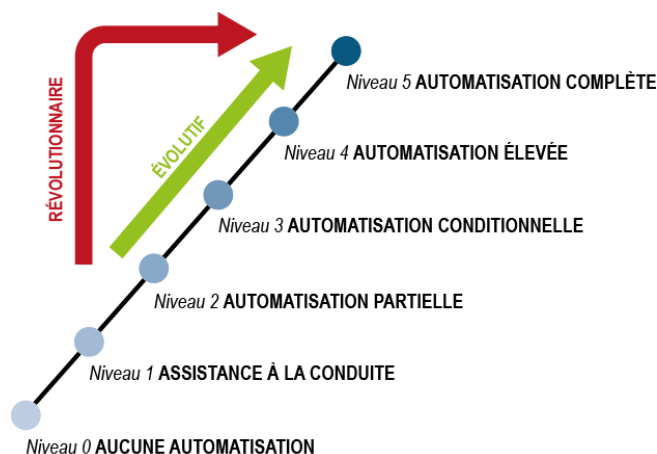 RÉVOLUTIONNAIRE
ÉVOLUTIF
Niveau 5 AUTOMATISATION COMPLÈTE
Niveau 4 AUTOMATISATION ÉLEVÉE
Niveau 3 AUTOMATISATION CONDITIONNELLE
Niveau 2 AUTOMATISATION PARTIELLE
Niveau 1 ASSISTANCE À LA CONDUITE
Niveau 0 AUCUNE AUTOMATISATION